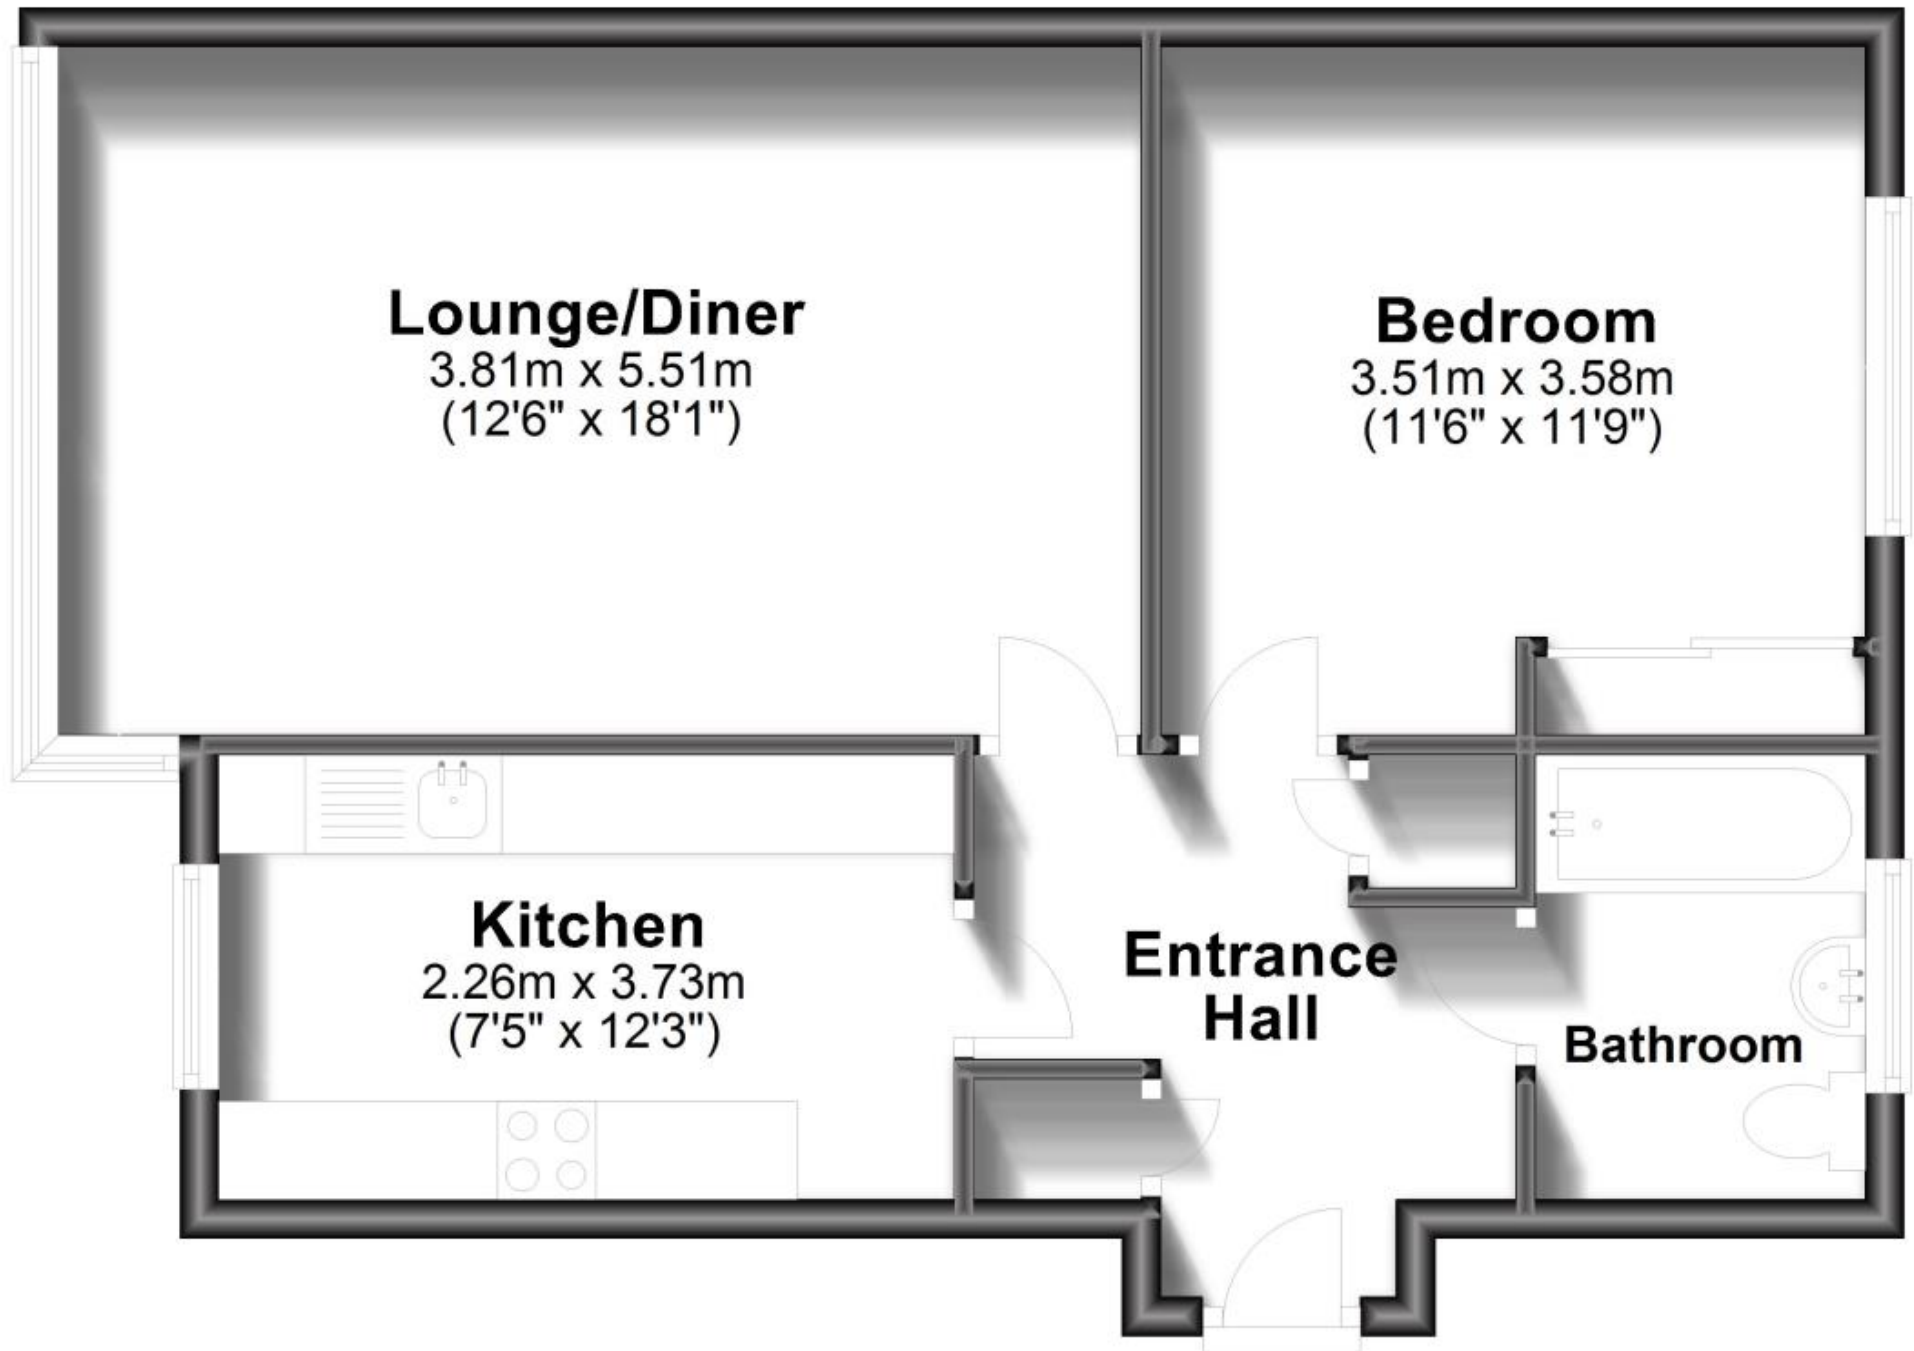 Lounge/Diner
3.81m x 5.51m
(12'6" x 18'1")
Bedroom
3.51m x 3.58m
(11'6" x 11'9")
Kitchen
2.26m x 3.73m
(7'5" x 12'3")
Entrance
Hall
Bathroom